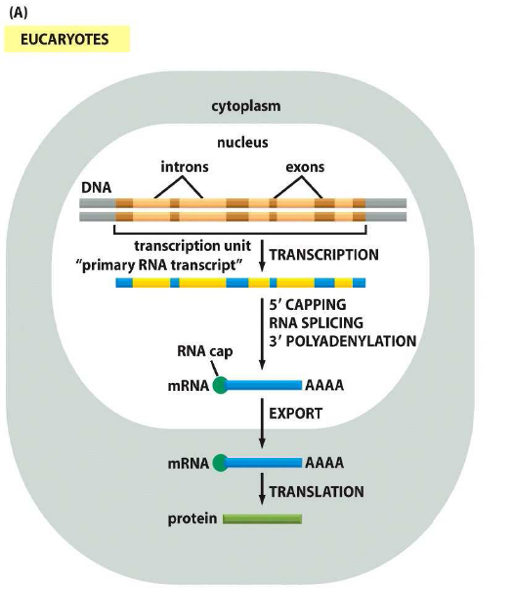 (A)
EUCARYOTES
cytoplasm
nucleus
introns exons
DNA
transcription unit
“primary RNA transcript”
TRANSCRIPTION
5′ CAPPING
RNA SPLICING
3′ POLYADENYLATION
RNA cap
mRNA AAAA
EXPORT
mRNA AAAA
TRANSLATION
protein